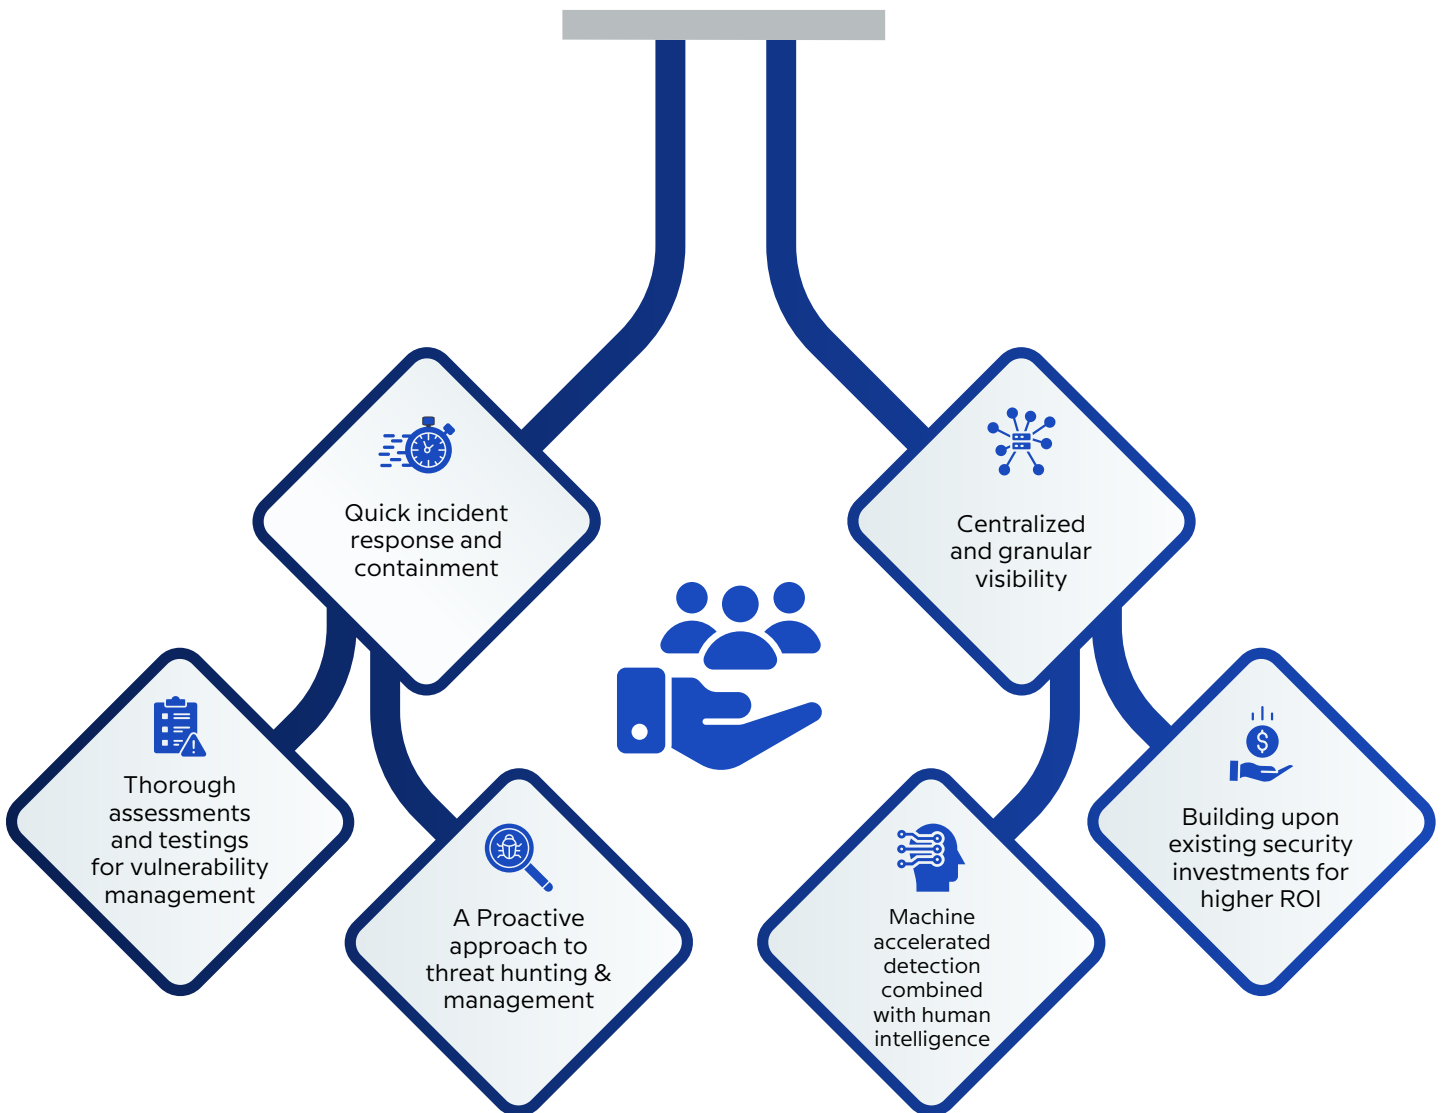 Quick incident
response and
containment
Centralized
and granular
visibility
Thorough
assessments
and testings
for vulnerability
management
A Proactive
approach to
threat hunting &
management
Machine
accelerated
detection
combined
with human
intelligence
Building upon
existing security
investments for
higher ROI